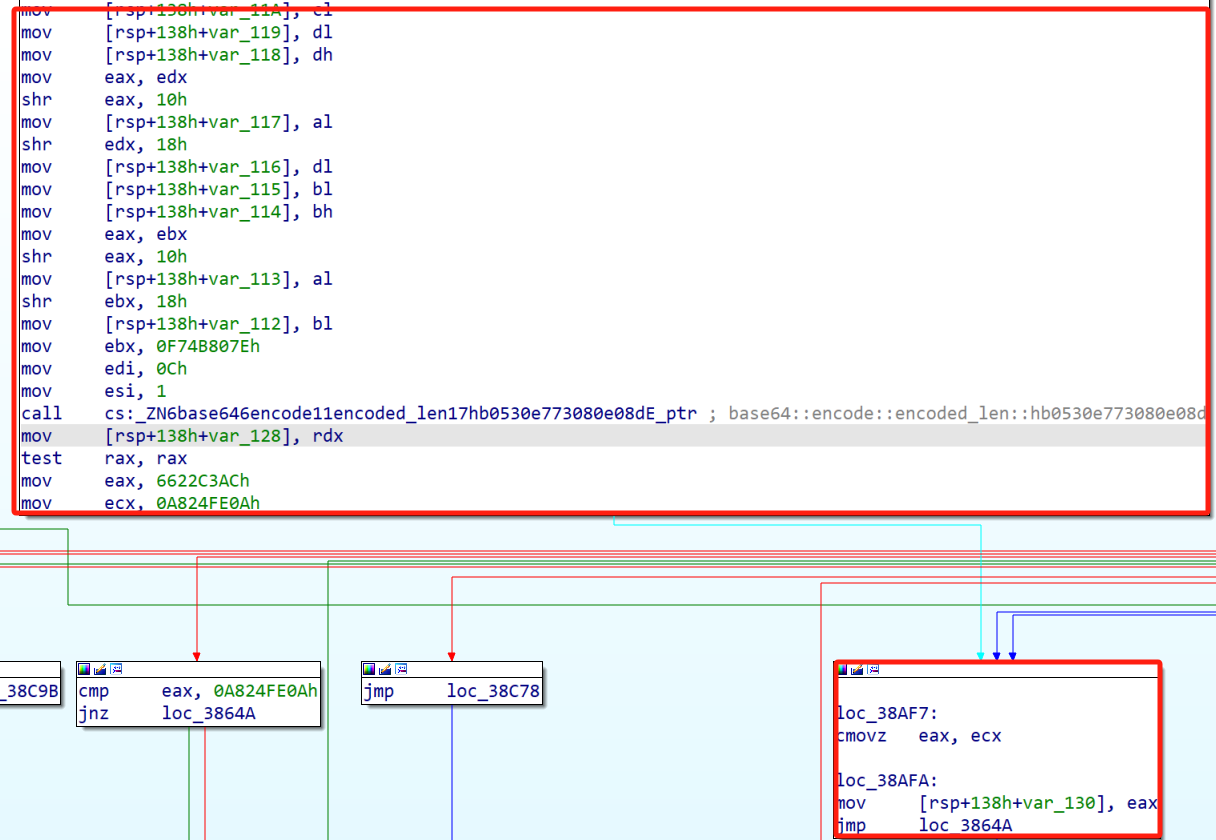 mov     [rsp+138h+var_11A], cl
mov     [rsp+138h+var_119], dl
mov     [rsp+138h+var_118], dh
mov     eax, edx
shr     eax, 10h
mov     [rsp+138h+var_117], al
shr     edx, 18h
mov     [rsp+138h+var_116], dl
mov     [rsp+138h+var_115], bl
mov     [rsp+138h+var_114], bh
mov     eax, ebx
shr     eax, 10h
mov     [rsp+138h+var_113], al
shr     ebx, 18h
mov     [rsp+138h+var_112], bl
mov     ebx, 0F74B807Eh
mov     edi, 0Ch
mov     esi, 1
call    cs:_ZN6base646encode11encoded_len17hb0530e773080e08dE_ptr ; base64::encode::encoded_len::hb0530e773080e08d
mov     [rsp+138h+var_128], rdx
test    rax, rax
mov     eax, 6622C3ACh
mov     ecx, 0A824FE0Ah
_38C9B
cmp     eax, 0A824FE0Ah
jnz     loc_3864A
jmp     loc_38C78
loc_38AF7:
cmovz   eax, ecx
loc_38AFA:
mov     [rsp+138h+var_130], eax
jmp     loc_3864A